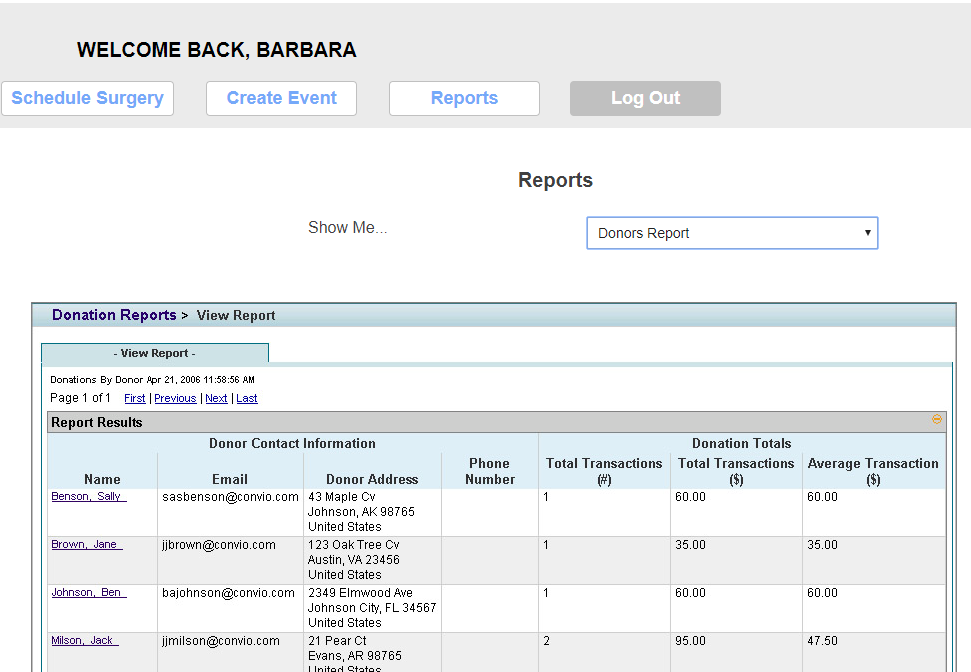 WELCOME BACK, BARBARA
Schedule Surgery Create Event Reports Log Out
Reports
Show Me... Donors Report
Donation Reports > View Report
- View Report -
Donations By Donor Apr 21, 2006 11:58:56 AM
Page 1 of 1 First | Previous | Next | Last
Report Results
Donor Contact Information Donation Totals
Name Email Donor Address Phone Number Total Transactions (#) Total Transactions ($) Average Transaction ($)
Benson, Sally sasbenson@convio.com 43 Maple Cv 1 60.00 60.00
Johnson, AK 98765
United States
Brown, Jane jjbrown@convio.com 123 Oak Tree Cv 1 35.00 35.00
Austin, VA 23456
United States
Johnson, Ben bajohnson@convio.com 2349 Elmwood Ave 1 60.00 60.00
Johnson City, FL 34567
United States
Milson, Jack jjmilson@convio.com 21 Pear Ct 2 95.00 47.50
Evans, AR 98765
United States